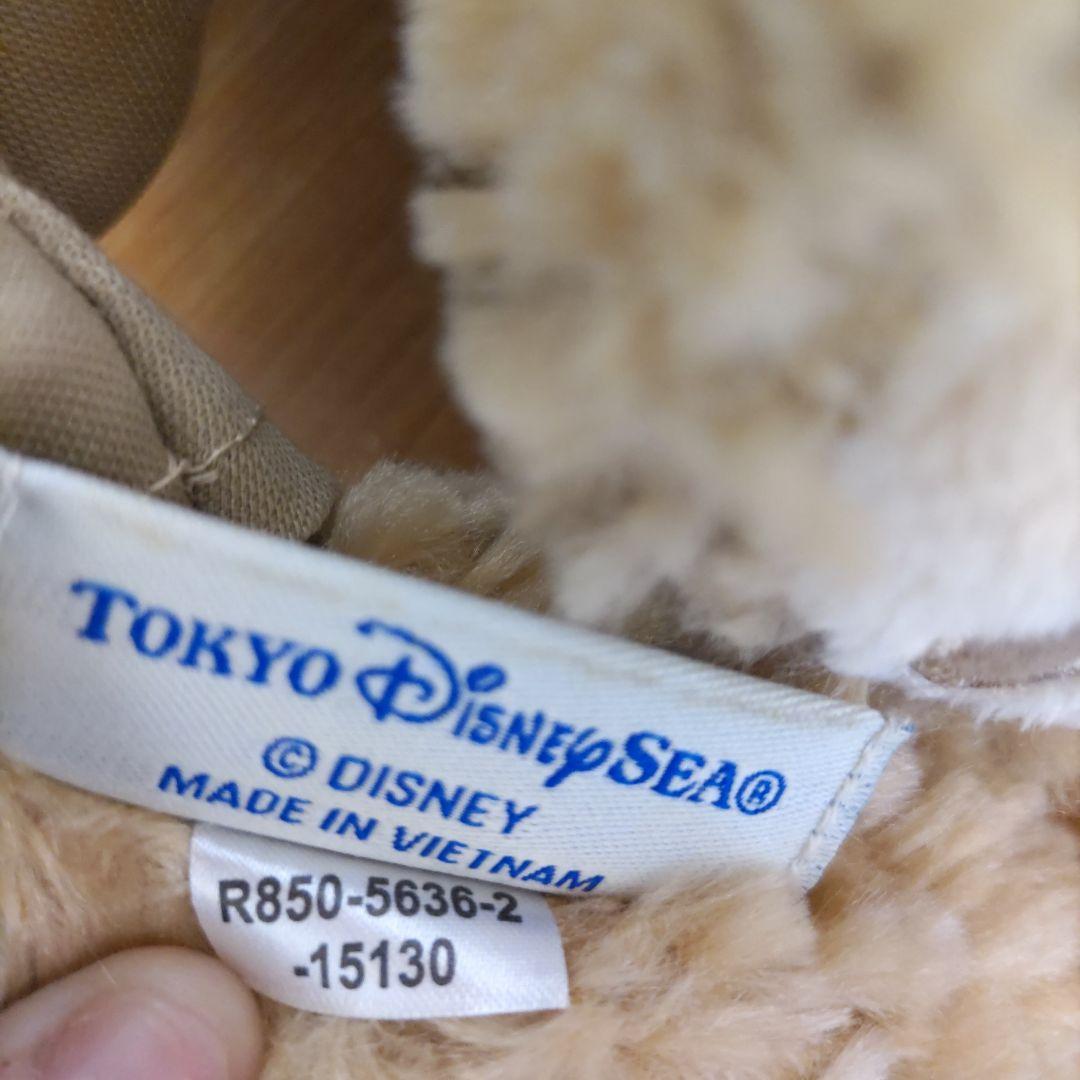 TOKYO DISNEYSEA®
© DISNEY
MADE IN VIETNAM
R850-5636-2
-15130